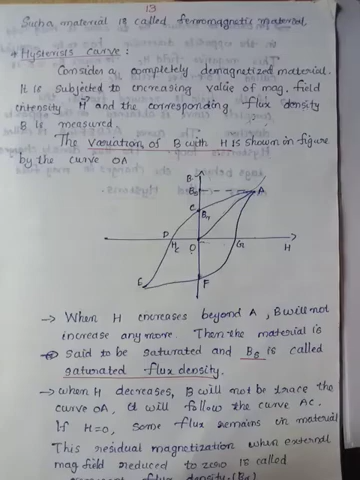 13
Such a material is called ferromagnetic material
* Hysterisis Curve:
Consider a completely demagnetized material.
It is subjected to increasing value of mag. field
intensity H and the corresponding flux density
B is measured
The variation of B with H is shown in figure
by the curve OA
B
Bs
A
C
Br
D
Hc
O
G
H
E
F
→ When H increases beyond A, B will not
increase any more. Then the material is
said to be saturated and Bs is called
saturated flux density.
→ when H decreases, B will not be trace the
curve OA, it will follow the curve AC.
If H=0, some flux remains in material
This residual magnetization when external
mag field reduced to zero is called
flux density (Br)